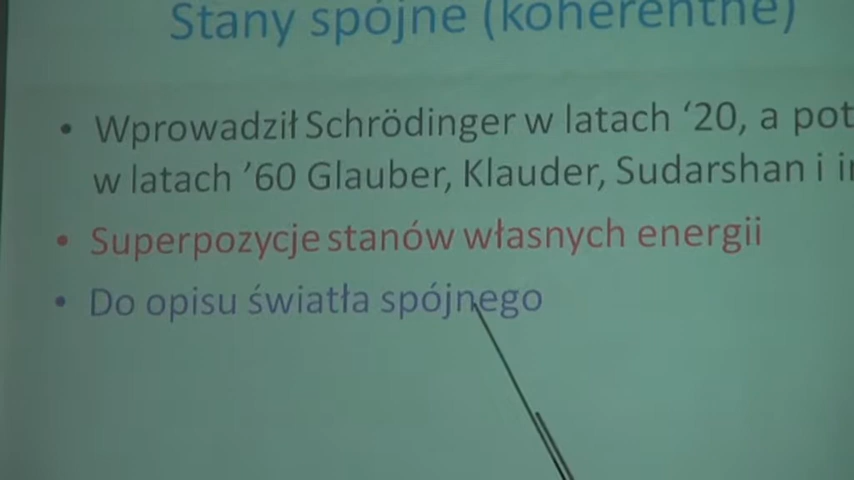 Stany spójne (koherentne)
• Wprowadził Schrödinger w latach ‘20, a
w latach ’60 Glauber, Klauder, Sudarshan i
• Superpozycje stanów własnych energii
• Do opisu światła spójnego